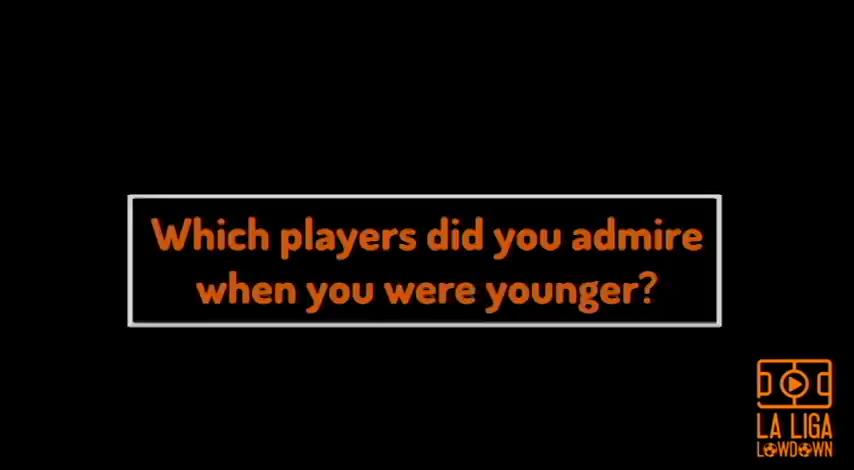 Which players did you admire
when you were younger?
LA LIGA
LOWDOWN